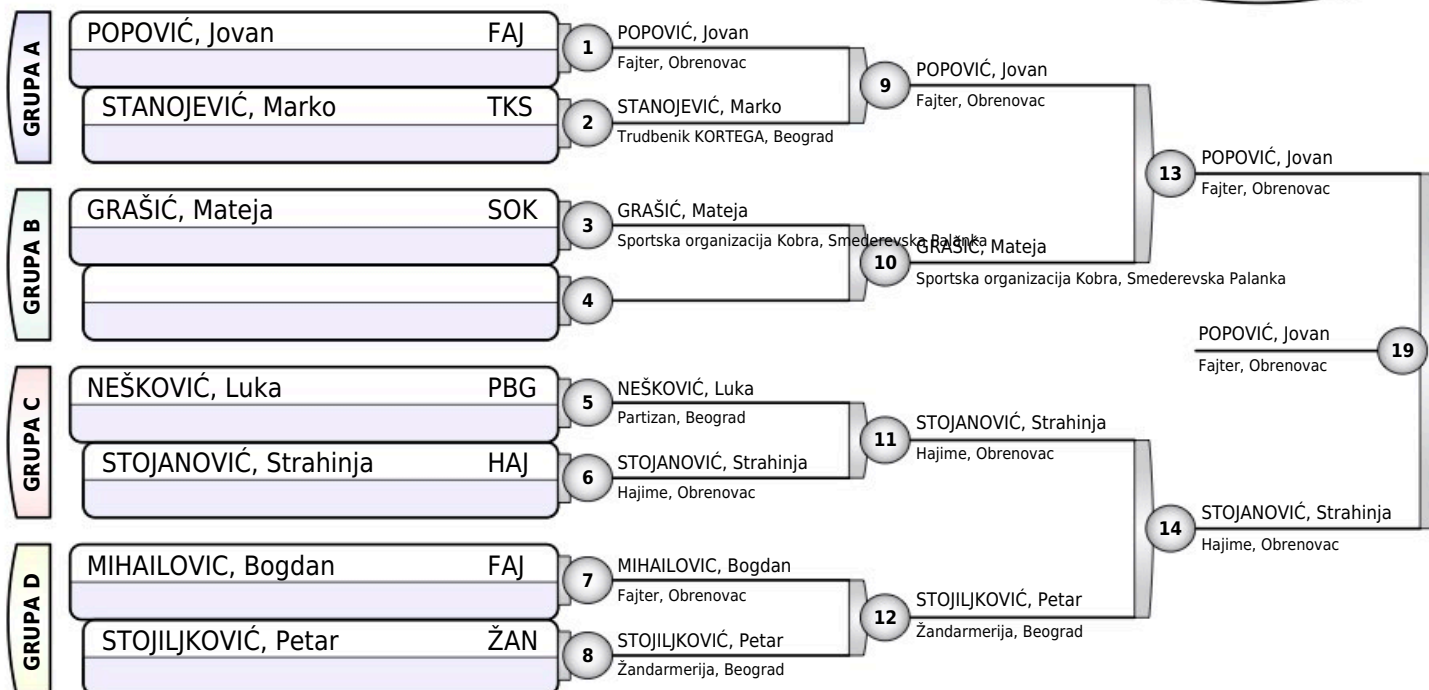 GRUPA A
POPOVIĆ, Jovan FAJ
STANOJEVIĆ, Marko TKS
GRUPA B
GRAŠIĆ, Mateja SOK
GRUPA C
NEŠKOVIĆ, Luka PBG
STOJANOVIĆ, Strahinja HAJ
GRUPA D
MIHAILOVIC, Bogdan FAJ
STOJILJKOVIĆ, Petar ŽAN
1
POPOVIĆ, Jovan
Fajter, Obrenovac
2
STANOJEVIĆ, Marko
Trudbenik KORTEGA, Beograd
3
GRAŠIĆ, Mateja
Sportska organizacija Kobra, Smederevska Palanka
4
5
NEŠKOVIĆ, Luka
Partizan, Beograd
6
STOJANOVIĆ, Strahinja
Hajime, Obrenovac
7
MIHAILOVIC, Bogdan
Fajter, Obrenovac
8
STOJILJKOVIĆ, Petar
Žandarmerija, Beograd
9
POPOVIĆ, Jovan
Fajter, Obrenovac
10
GRAŠIĆ, Mateja
Sportska organizacija Kobra, Smederevska Palanka
11
STOJANOVIĆ, Strahinja
Hajime, Obrenovac
12
STOJILJKOVIĆ, Petar
Žandarmerija, Beograd
13
POPOVIĆ, Jovan
Fajter, Obrenovac
14
STOJANOVIĆ, Strahinja
Hajime, Obrenovac
POPOVIĆ, Jovan
Fajter, Obrenovac
19